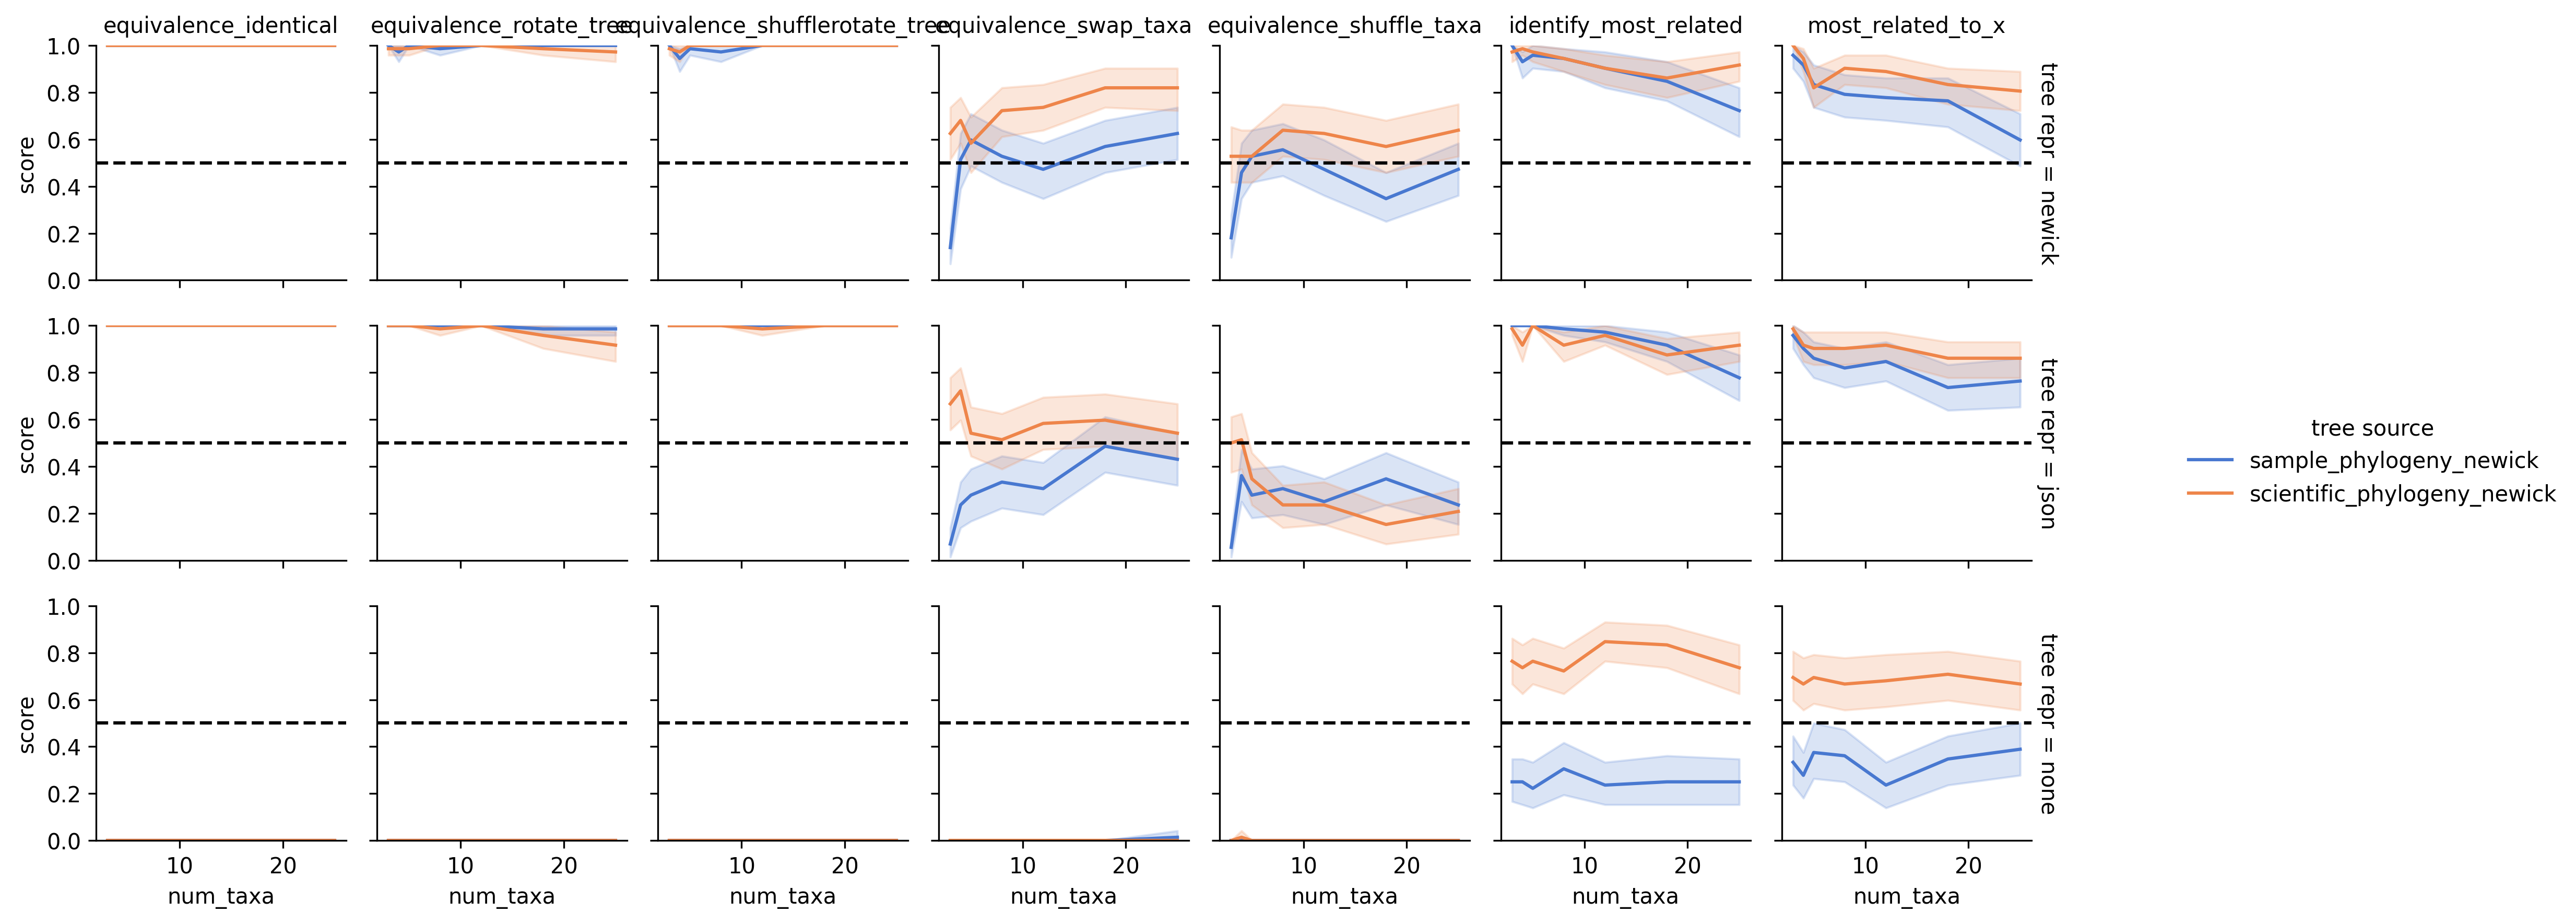 equivalence_identical
equivalence_rotate_tree
equivalence_shufflerotate_tree
equivalence_swap_taxa
equivalence_shuffle_taxa
identify_most_related
most_related_to_x
1.0
0.8
0.6
0.4
0.2
0.0
score
tree repr = newick
1.0
0.8
0.6
0.4
0.2
0.0
score
tree repr = json
tree source
sample_phylogeny_newick
scientific_phylogeny_newick
1.0
0.8
0.6
0.4
0.2
0.0
score
tree repr = none
10 20
10 20
10 20
10 20
10 20
10 20
10 20
num_taxa
num_taxa
num_taxa
num_taxa
num_taxa
num_taxa
num_taxa